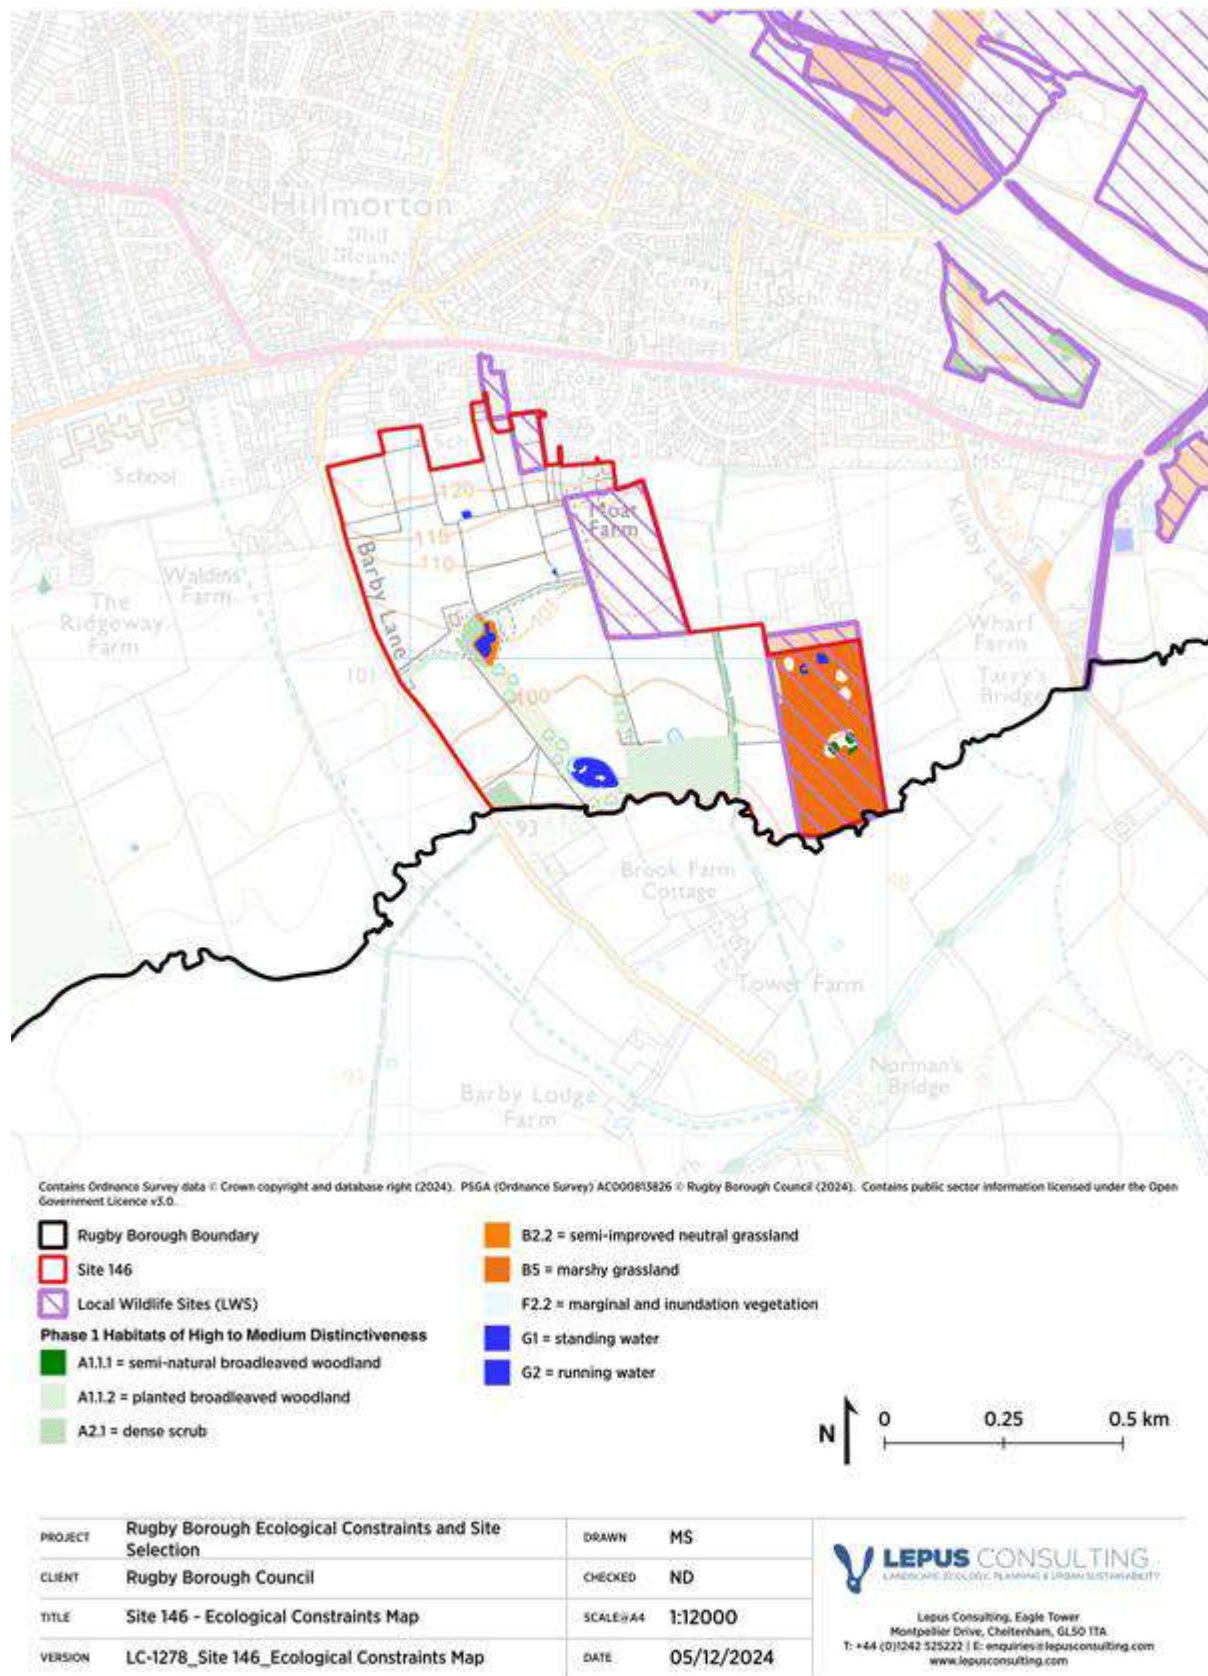 Hillmorton
Hill
Sch
School
Moat
Farm
120
115
110
105
Barby Lane
Waldins'
Farm
The
Ridgeway
Farm
101
100
Kilsby Lane
Wharf
Farm
Tarry's
Bridge
93
Brook Farm
Cottage
98
Tower Farm
Norman's
Bridge
93
Barby Lodge
Farm
Contains Ordnance Survey data © Crown copyright and database right (2024). PSGA (Ordnance Survey) AC000813826 © Rugby Borough Council (2024). Contains public sector information licensed under the Open
Government Licence v3.0.
Rugby Borough Boundary
Site 146
Local Wildlife Sites (LWS)
Phase 1 Habitats of High to Medium Distinctiveness
A1.1.1 = semi-natural broadleaved woodland
A1.1.2 = planted broadleaved woodland
A2.1 = dense scrub
B2.2 = semi-improved neutral grassland
B5 = marshy grassland
F2.2 = marginal and inundation vegetation
G1 = standing water
G2 = running water
N
0 0.25 0.5 km
PROJECT Rugby Borough Ecological Constraints and Site
Selection
CLIENT Rugby Borough Council
TITLE Site 146 - Ecological Constraints Map
VERSION LC-1278_Site 146_Ecological Constraints Map
DRAWN MS
CHECKED ND
SCALE@A4 1:12000
DATE 05/12/2024
LEPUS CONSULTING
LANDSCAPE, ECOLOGY, PLANNING & URBAN SUSTAINABILITY
Lepus Consulting, Eagle Tower
Montpellier Drive, Cheltenham, GL50 1TA
T: +44 (0)1242 525222 | E: enquiries@lepusconsulting.com
www.lepusconsulting.com